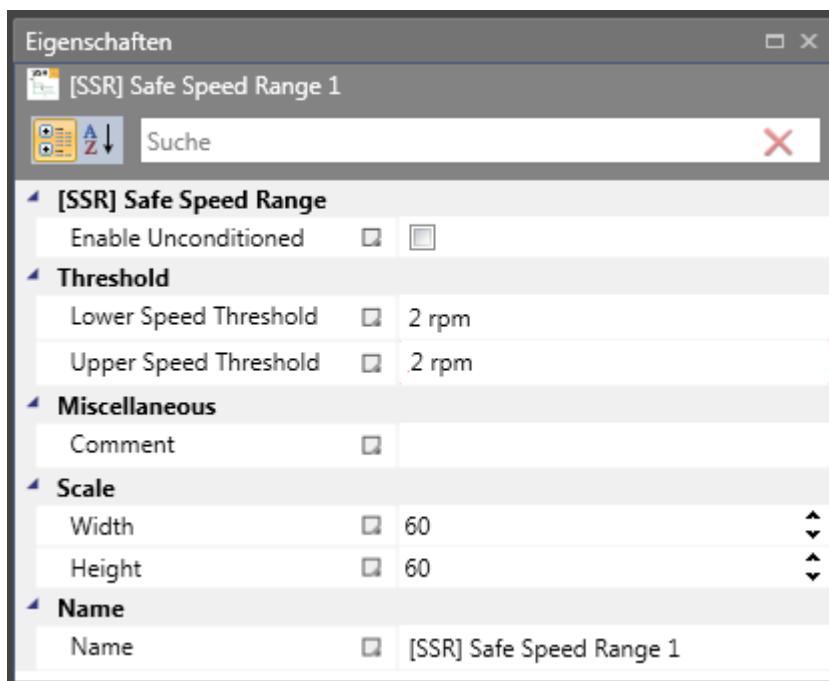 Eigenschaften
[SSR] Safe Speed Range 1
Suche
[SSR] Safe Speed Range
Enable Unconditioned
Threshold
Lower Speed Threshold 2 rpm
Upper Speed Threshold 2 rpm
Miscellaneous
Comment
Scale
Width 60
Height 60
Name
Name [SSR] Safe Speed Range 1